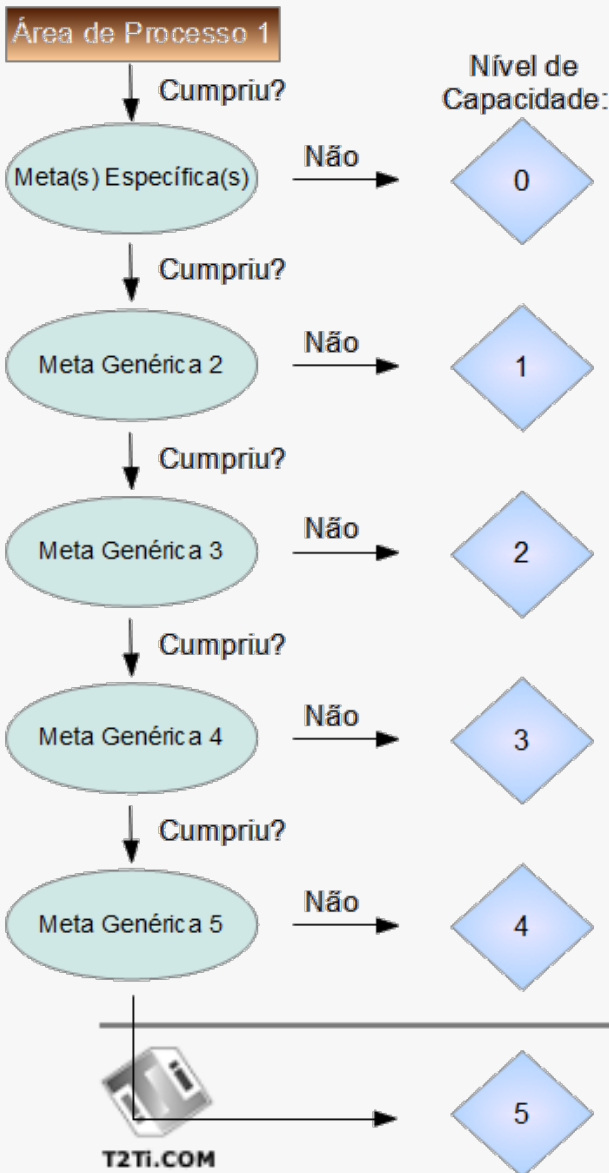 Área de Processo 1
Cumpriu?
Nível de
Capacidade:
Meta(s) Específica(s)
Não
0
Cumpriu?
Meta Genérica 2
Não
1
Cumpriu?
Meta Genérica 3
Não
2
Cumpriu?
Meta Genérica 4
Não
3
Cumpriu?
Meta Genérica 5
Não
4
5
T2Ti.COM